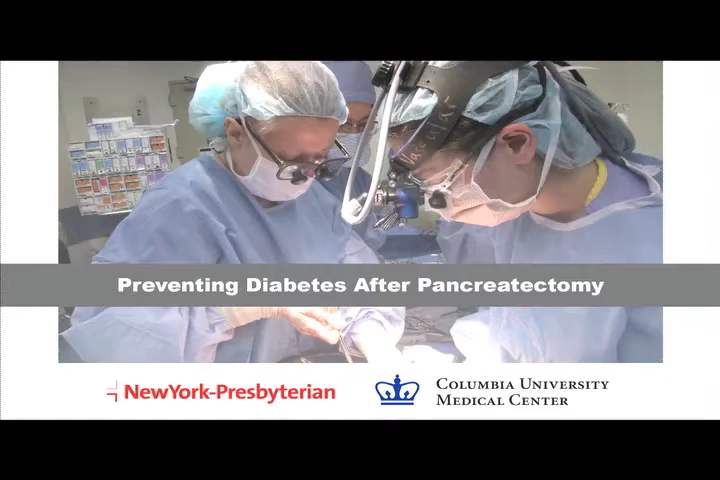 Preventing Diabetes After Pancreatectomy
NewYork-Presbyterian
COLUMBIA UNIVERSITY
MEDICAL CENTER